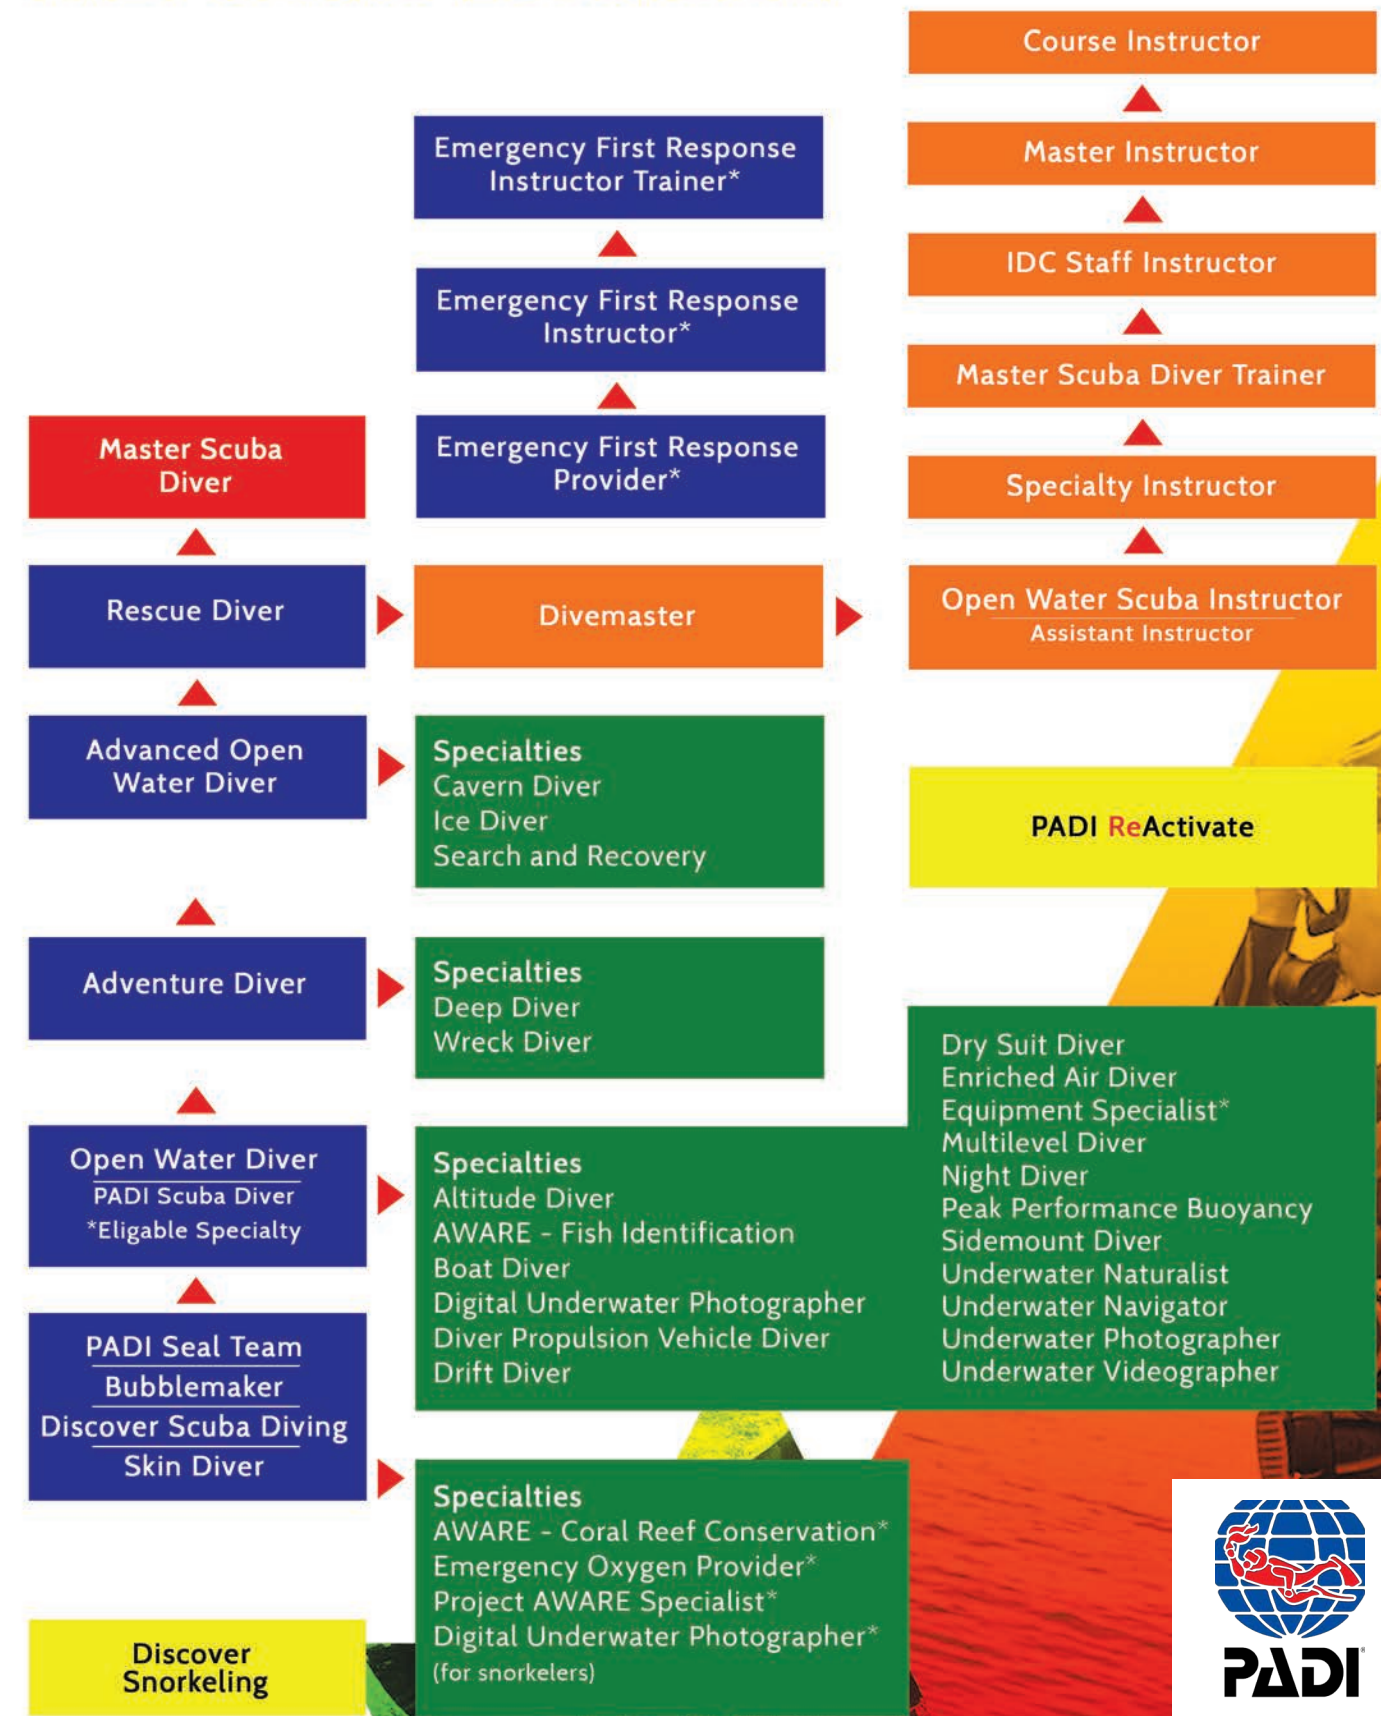 Course Instructor
Master Instructor
IDC Staff Instructor
Master Scuba Diver Trainer
Specialty Instructor
Open Water Scuba Instructor
Assistant Instructor
Emergency First Response
Instructor Trainer*
Emergency First Response
Instructor*
Emergency First Response
Provider*
Master Scuba
Diver
Rescue Diver
Divemaster
Advanced Open
Water Diver
Specialties
Cavern Diver
Ice Diver
Search and Recovery
PADI ReActivate
Adventure Diver
Specialties
Deep Diver
Wreck Diver
Open Water Diver
PADI Scuba Diver
*Eligable Specialty
Specialties
Altitude Diver
AWARE - Fish Identification
Boat Diver
Digital Underwater Photographer
Diver Propulsion Vehicle Diver
Drift Diver
Dry Suit Diver
Enriched Air Diver
Equipment Specialist*
Multilevel Diver
Night Diver
Peak Performance Buoyancy
Sidemount Diver
Underwater Naturalist
Underwater Navigator
Underwater Photographer
Underwater Videographer
PADI Seal Team
Bubblemaker
Discover Scuba Diving
Skin Diver
Specialties
AWARE - Coral Reef Conservation*
Emergency Oxygen Provider*
Project AWARE Specialist*
Digital Underwater Photographer*
(for snorkelers)
Discover
Snorkeling
PADI